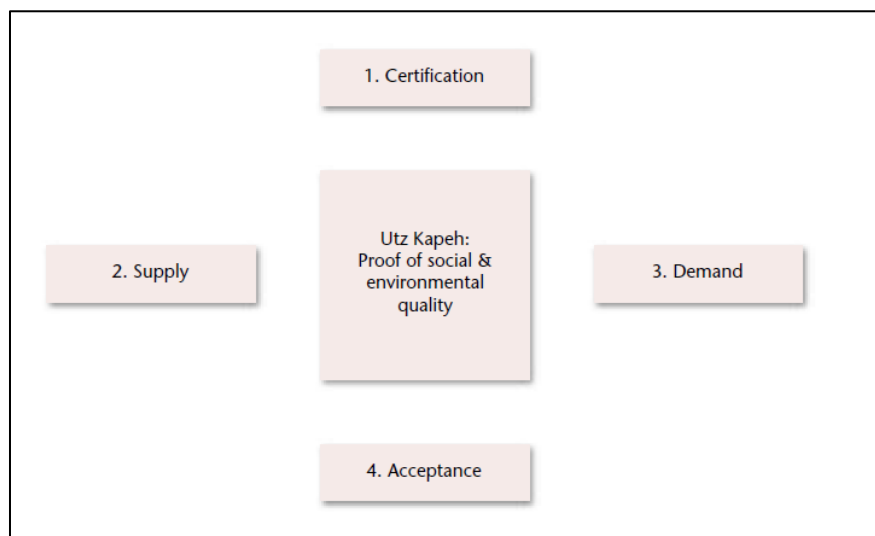 1. Certification
Utz Kapeh:
Proof of social &
environmental
quality
2. Supply
3. Demand
4. Acceptance